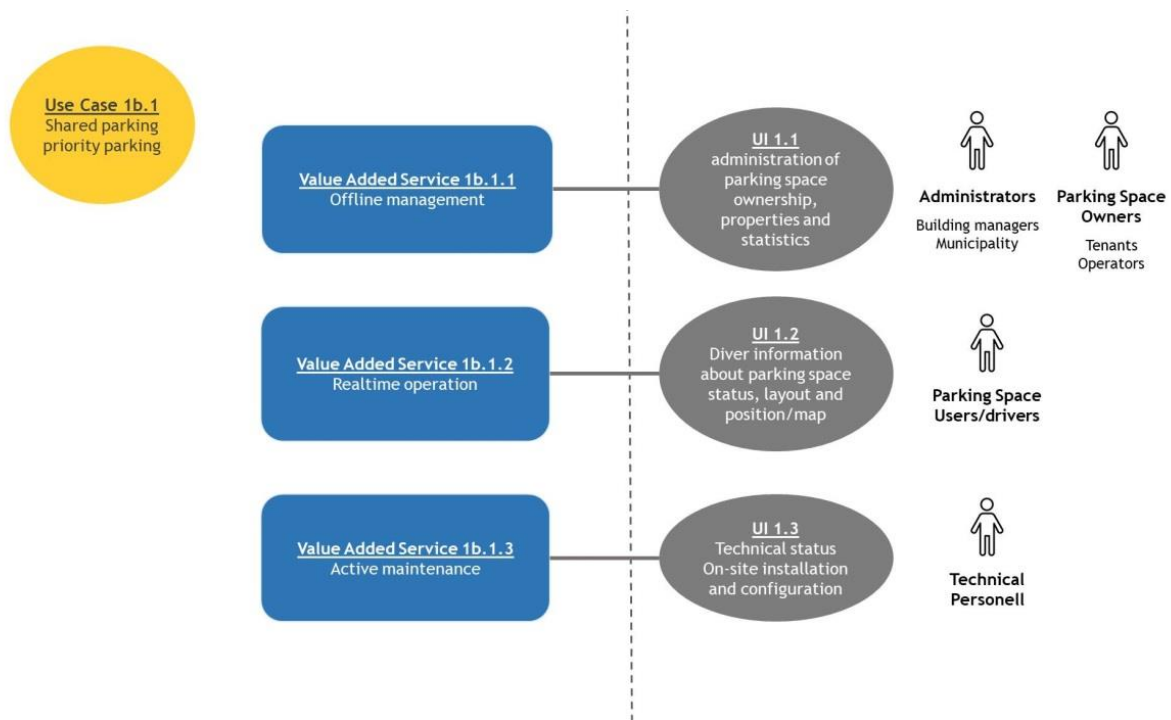 Use Case 1b.1
Shared parking
priority parking
Value Added Service 1b.1.1
Offline management
UI 1.1
administration of
parking space
ownership,
properties and
statistics
Administrators
Building managers
Municipality
Parking Space
Owners
Tenants
Operators
Value Added Service 1b.1.2
Realtime operation
UI 1.2
Diver information
about parking space
status, layout and
position/map
Parking Space
Users/drivers
Value Added Service 1b.1.3
Active maintenance
UI 1.3
Technical status
On-site installation
and configuration
Technical
Personell